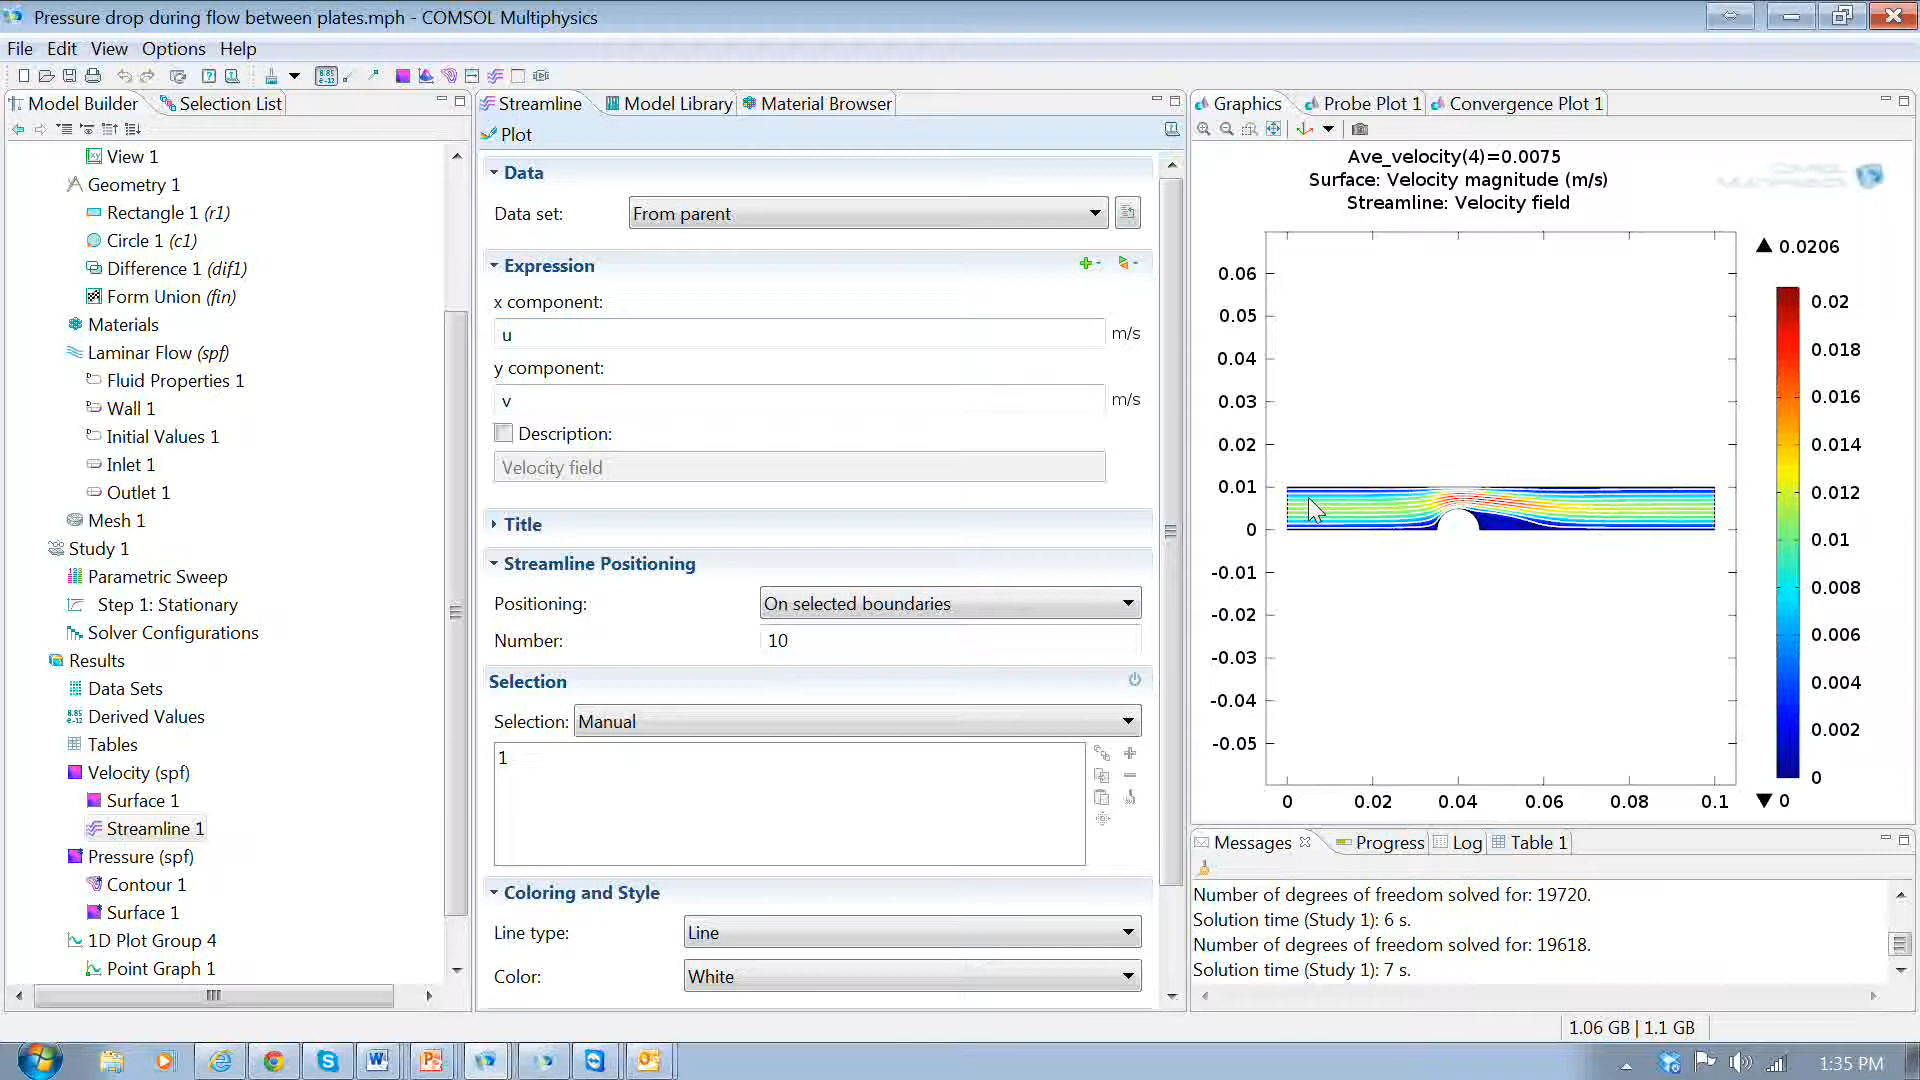 Pressure drop during flow between plates.mph - COMSOL Multiphysics
File Edit View Options Help
Model Builder Selection List
View 1
Geometry 1
Rectangle 1 (r1)
Circle 1 (c1)
Difference 1 (dif1)
Form Union (fin)
Materials
Laminar Flow (spf)
Fluid Properties 1
Wall 1
Initial Values 1
Inlet 1
Outlet 1
Mesh 1
Study 1
Parametric Sweep
Step 1: Stationary
Solver Configurations
Results
Data Sets
Derived Values
Tables
Velocity (spf)
Surface 1
Streamline 1
Pressure (spf)
Contour 1
Surface 1
1D Plot Group 4
Point Graph 1
Streamline Model Library Material Browser
Plot
Data
Data set: From parent
Expression
x component:
u m/s
y component:
v m/s
Description:
Velocity field
Title
Streamline Positioning
Positioning: On selected boundaries
Number: 10
Selection
Selection: Manual
1
Coloring and Style
Line type: Line
Color: White
Graphics Probe Plot 1 Convergence Plot 1
Ave_velocity(4)=0.0075
Surface: Velocity magnitude (m/s)
Streamline: Velocity field
0.06
0.05
0.04
0.03
0.02
0.01
0
-0.01
-0.02
-0.03
-0.04
-0.05
0 0.02 0.04 0.06 0.08 0.1
▲ 0.0206
0.02
0.018
0.016
0.014
0.012
0.01
0.008
0.006
0.004
0.002
0
▼ 0
Messages Progress Log Table 1
Number of degrees of freedom solved for: 19720.
Solution time (Study 1): 6 s.
Number of degrees of freedom solved for: 19618.
Solution time (Study 1): 7 s.
1.06 GB | 1.1 GB
1:35 PM